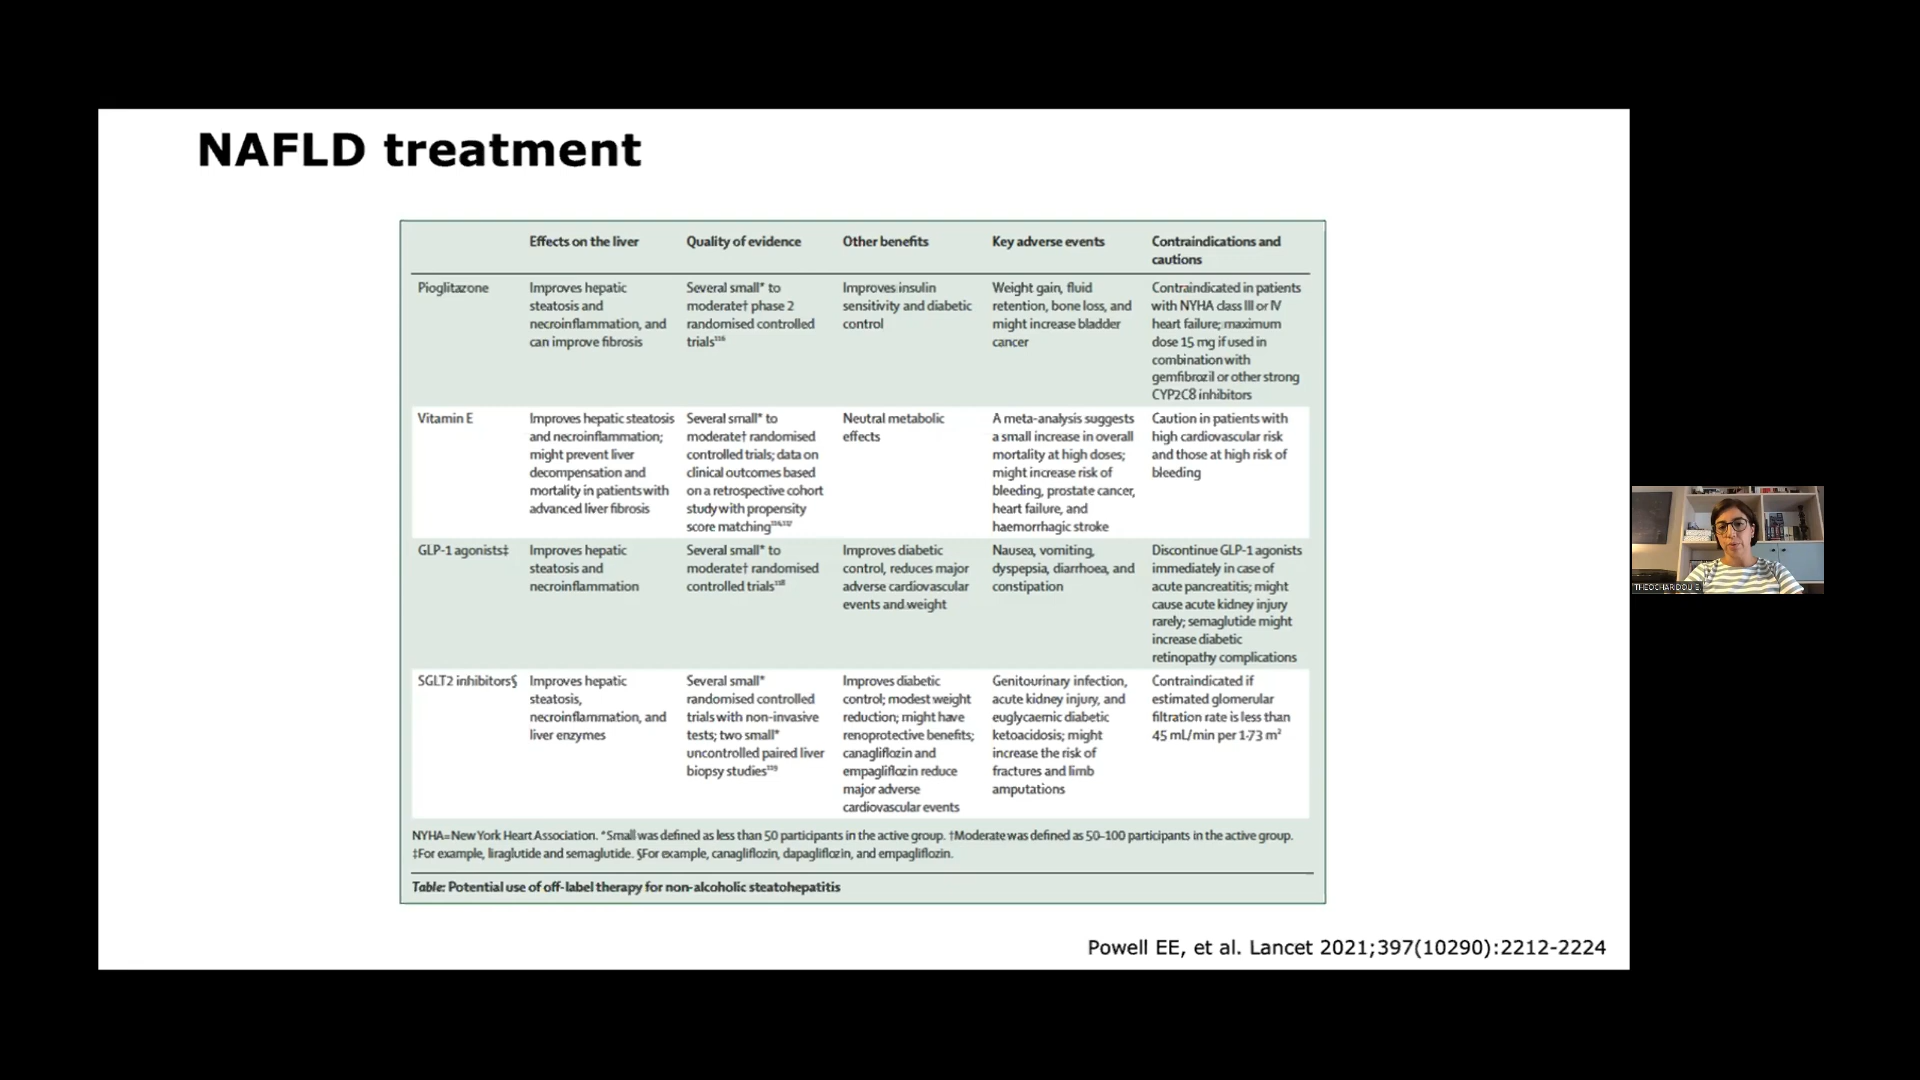 NAFLD treatment
Effects on the liver
Quality of evidence
Other benefits
Key adverse events
Contraindications and
cautions
Pioglitazone
Improves hepatic
steatosis and
necroinflammation, and
can improve fibrosis
Several small* to
moderate† phase 2
randomised controlled
trials¹¹⁶
Improves insulin
sensitivity and diabetic
control
Weight gain, fluid
retention, bone loss, and
might increase bladder
cancer
Contraindicated in patients
with NYHA class III or IV
heart failure; maximum
dose 15 mg if used in
combination with
gemfibrozil or other strong
CYP2C8 inhibitors
Vitamin E
Improves hepatic steatosis
and necroinflammation;
might prevent liver
decompensation and
mortality in patients with
advanced liver fibrosis
Several small* to
moderate† randomised
controlled trials; data on
clinical outcomes based
on a retrospective cohort
study with propensity
score matching¹¹⁶,¹¹⁷
Neutral metabolic
effects
A meta-analysis suggests
a small increase in overall
mortality at high doses;
might increase risk of
bleeding, prostate cancer,
heart failure, and
haemorrhagic stroke
Caution in patients with
high cardiovascular risk
and those at high risk of
bleeding
GLP-1 agonists‡
Improves hepatic
steatosis and
necroinflammation
Several small* to
moderate† randomised
controlled trials¹¹⁸
Improves diabetic
control, reduces major
adverse cardiovascular
events and weight
Nausea, vomiting,
dyspepsia, diarrhoea, and
constipation
Discontinue GLP-1 agonists
immediately in case of
acute pancreatitis; might
cause acute kidney injury
rarely; semaglutide might
increase diabetic
retinopathy complications
SGLT2 inhibitors§
Improves hepatic
steatosis,
necroinflammation, and
liver enzymes
Several small*
randomised controlled
trials with non-invasive
tests; two small*
uncontrolled paired liver
biopsy studies¹¹⁹
Improves diabetic
control; modest weight
reduction; might have
renoprotective benefits;
canagliflozin and
empagliflozin reduce
major adverse
cardiovascular events
Genitourinary infection,
acute kidney injury, and
euglycaemic diabetic
ketoacidosis; might
increase the risk of
fractures and limb
amputations
Contraindicated if
estimated glomerular
filtration rate is less than
45 mL/min per 1·73 m²
NYHA=New York Heart Association. *Small was defined as less than 50 participants in the active group. †Moderate was defined as 50–100 participants in the active group.
‡For example, liraglutide and semaglutide. §For example, canagliflozin, dapagliflozin, and empagliflozin.
Table: Potential use of off-label therapy for non-alcoholic steatohepatitis
Powell EE, et al. Lancet 2021;397(10290):2212-2224
THEOCHARIDOU E.